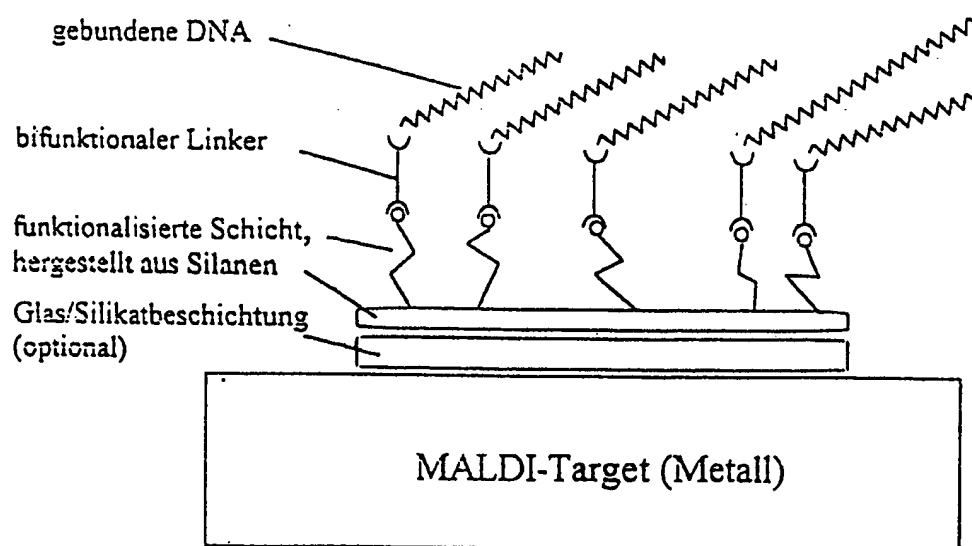 gebundene DNA
bifunktionaler Linker
funktionalisierte Schicht,
hergestellt aus Silanen
Glas/Silikatbeschichtung
(optional)
MALDI-Target (Metall)